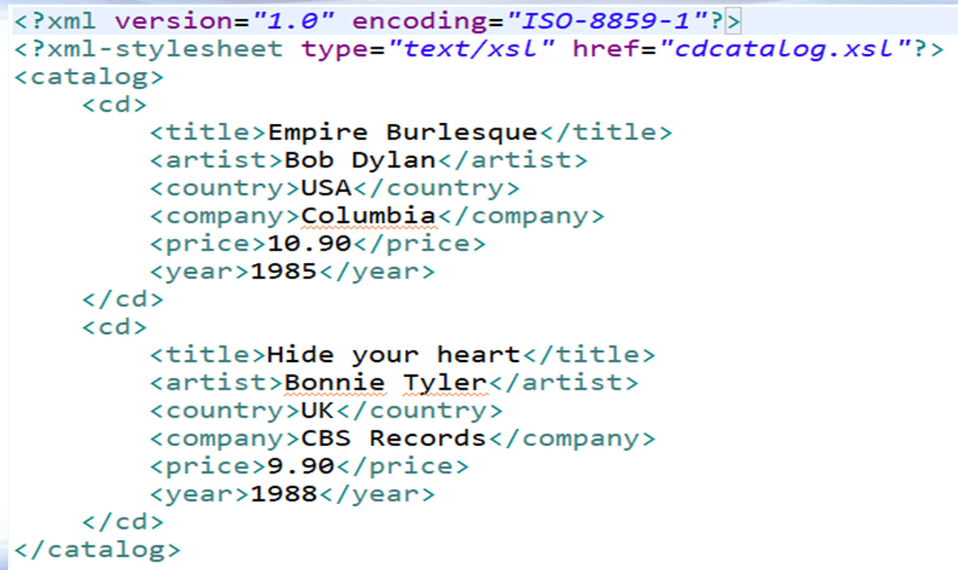 <?xml version="1.0" encoding="ISO-8859-1"?>
<?xml-stylesheet type="text/xsl" href="cdcatalog.xsl"?>
<catalog>
    <cd>
        <title>Empire Burlesque</title>
        <artist>Bob Dylan</artist>
        <country>USA</country>
        <company>Columbia</company>
        <price>10.90</price>
        <year>1985</year>
    </cd>
    <cd>
        <title>Hide your heart</title>
        <artist>Bonnie Tyler</artist>
        <country>UK</country>
        <company>CBS Records</company>
        <price>9.90</price>
        <year>1988</year>
    </cd>
</catalog>